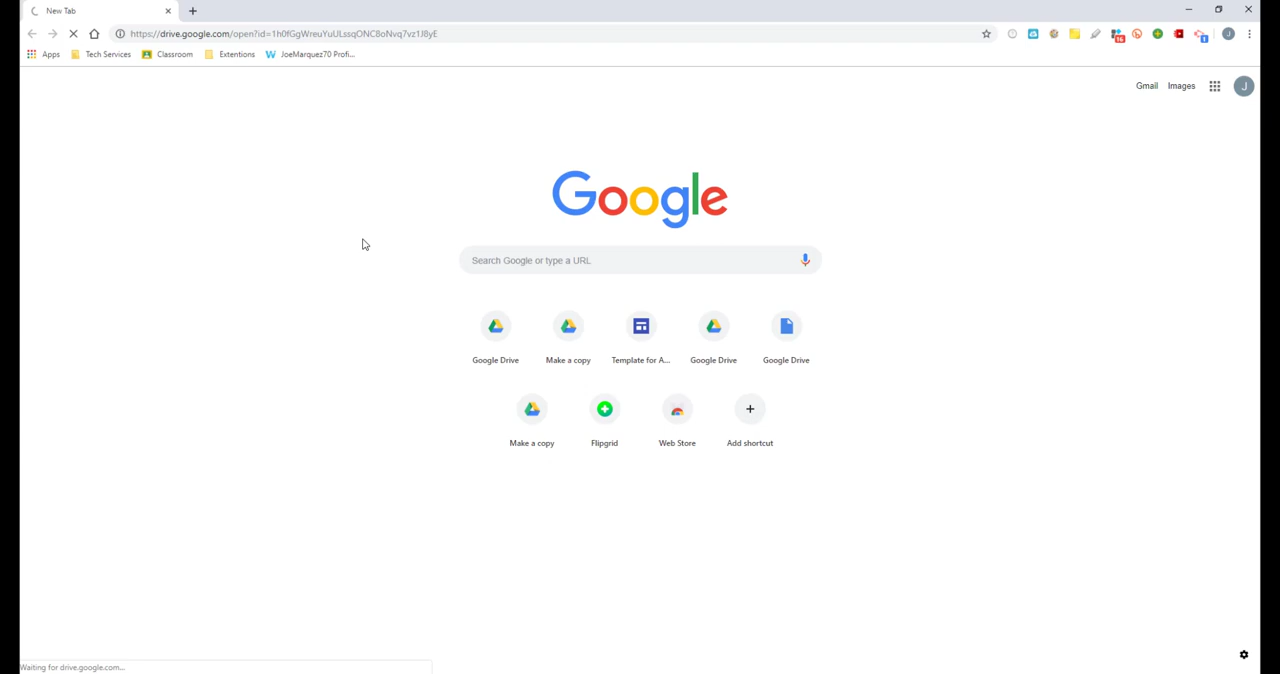 New Tab
https://drive.google.com/open?id=1h0fGgWreuYuULssqONC8oNvq7vz1J8yE
Apps Tech Services Classroom Extentions JoeMarquez70 Profi...
Gmail Images J
Google
Search Google or type a URL
Google Drive Make a copy Template for A... Google Drive Google Drive
Make a copy Flipgrid Web Store Add shortcut
Waiting for drive.google.com...